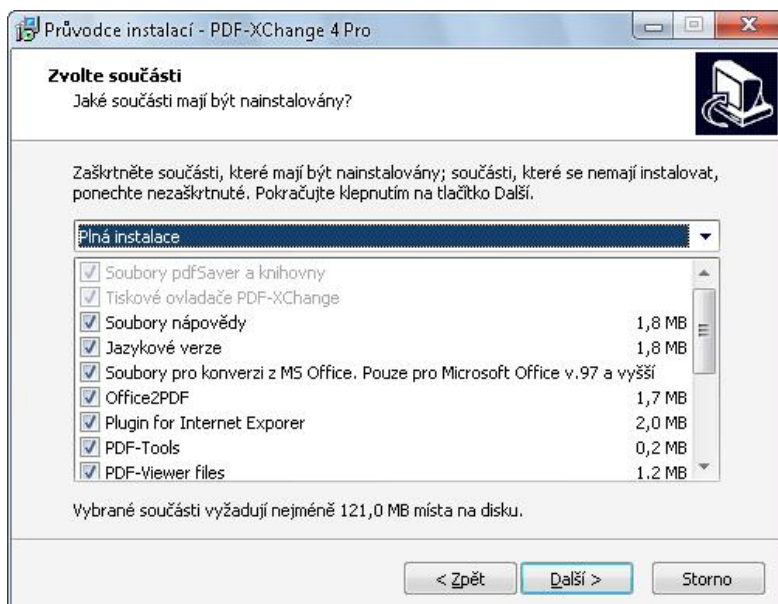 Průvodce instalací - PDF-XChange 4 Pro
Zvolte součásti
Jaké součásti mají být nainstalovány?
Zaškrtněte součásti, které mají být nainstalovány; součásti, které se nemají instalovat,
ponechte nezaškrtnuté. Pokračujte klepnutím na tlačítko Další.
Plná instalace
Soubory pdfSaver a knihovny
Tiskové ovladače PDF-XChange
Soubory nápovědy 1,8 MB
Jazykové verze 1,8 MB
Soubory pro konverzi z MS Office. Pouze pro Microsoft Office v.97 a vyšší
Office2PDF 1,7 MB
Plugin for Internet Exporer 2,0 MB
PDF-Tools 0,2 MB
PDF-Viewer files 1,2 MB
Vybrané součásti vyžadují nejméně 121,0 MB místa na disku.
< Zpět Další > Storno